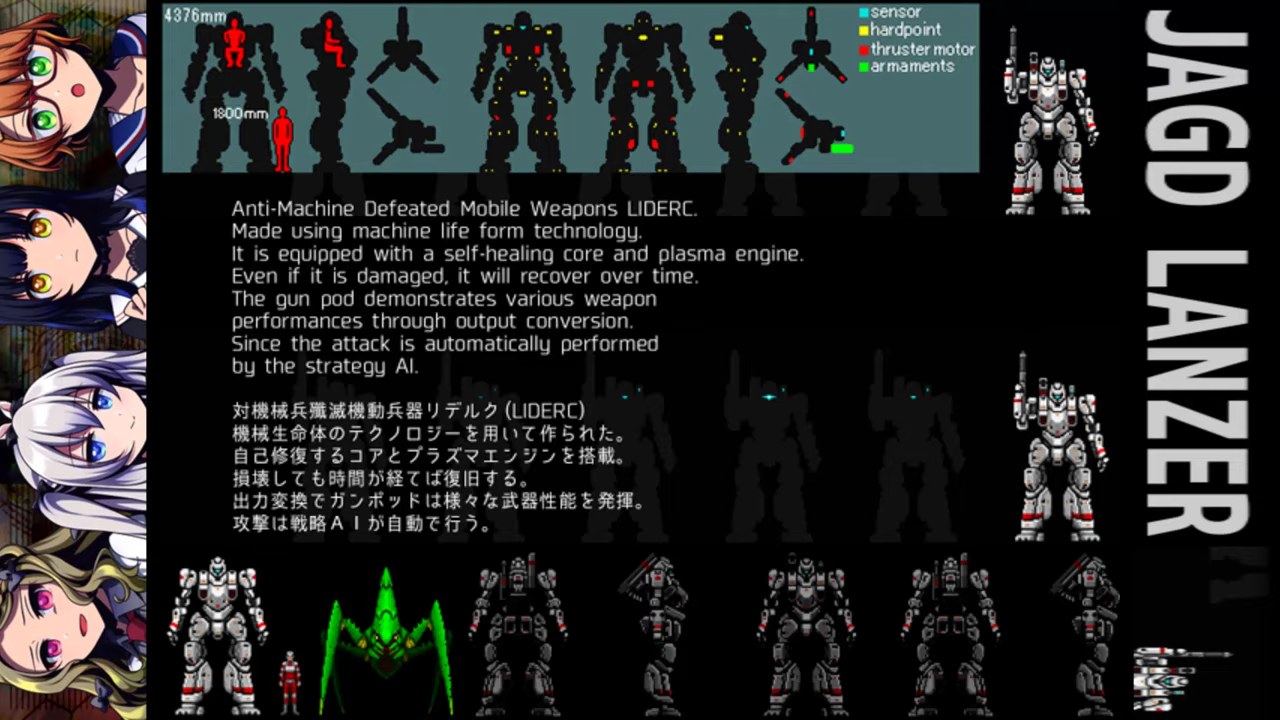 4376mm
1800mm
sensor
hardpoint
thruster motor
armaments
JAGD LANZER
Anti-Machine Defeated Mobile Weapons LIDERC.
Made using machine life form technology.
It is equipped with a self-healing core and plasma engine.
Even if it is damaged, it will recover over time.
The gun pod demonstrates various weapon
performances through output conversion.
Since the attack is automatically performed
by the strategy AI.
対機械兵殲滅機動兵器リデルク(LIDERC)
機械生命体のテクノロジーを用いて作られた。
自己修復するコアとプラズマエンジンを搭載。
損壊しても時間が経てば復旧する。
出力変換でガンポッドは様々な武器性能を発揮。
攻撃は戦略ＡＩが自動で行う。